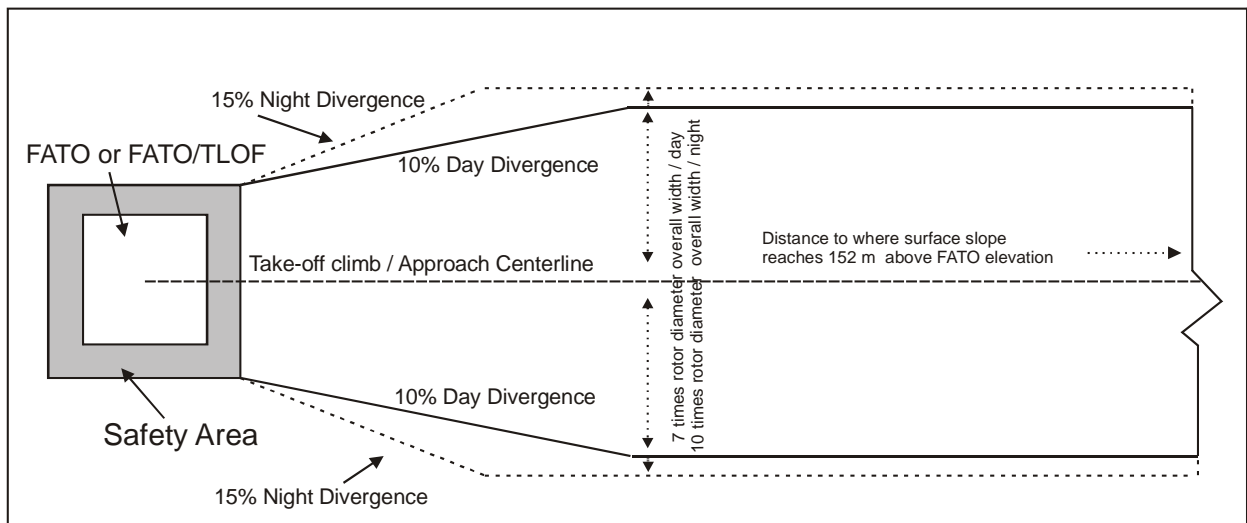 15% Night Divergence
FATO or FATO/TLOF
10% Day Divergence
7 times rotor diameter overall width / day
10 times rotor diameter overall width / night
Distance to where surface slope
reaches 152 m above FATO elevation
Take-off climb / Approach Centerline
10% Day Divergence
Safety Area
15% Night Divergence